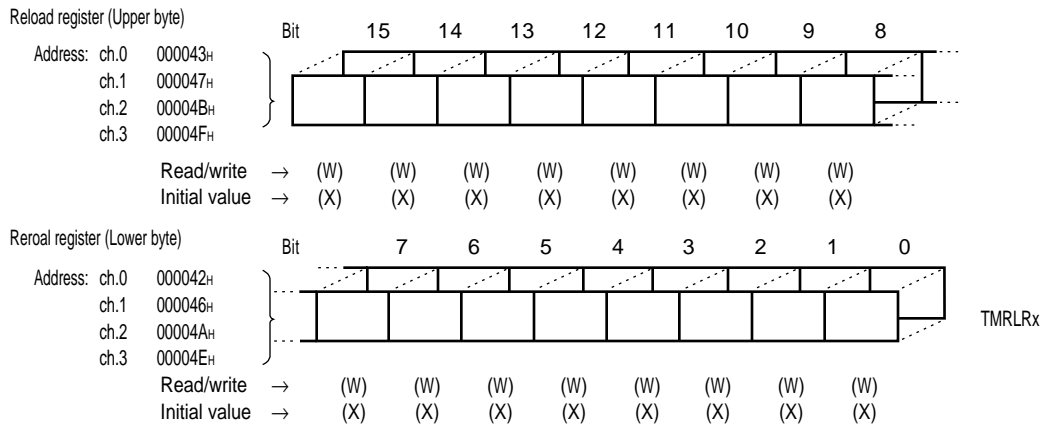 Reload register (Upper byte)
Bit 15 14 13 12 11 10 9 8
Address: ch.0 000043H
ch.1 000047H
ch.2 00004BH
ch.3 00004FH
Read/write → (W) (W) (W) (W) (W) (W) (W) (W)
Initial value → (X) (X) (X) (X) (X) (X) (X) (X)
Reroal register (Lower byte)
Bit 7 6 5 4 3 2 1 0
Address: ch.0 000042H
ch.1 000046H
ch.2 00004AH
ch.3 00004EH
TMRLRx
Read/write → (W) (W) (W) (W) (W) (W) (W) (W)
Initial value → (X) (X) (X) (X) (X) (X) (X) (X)